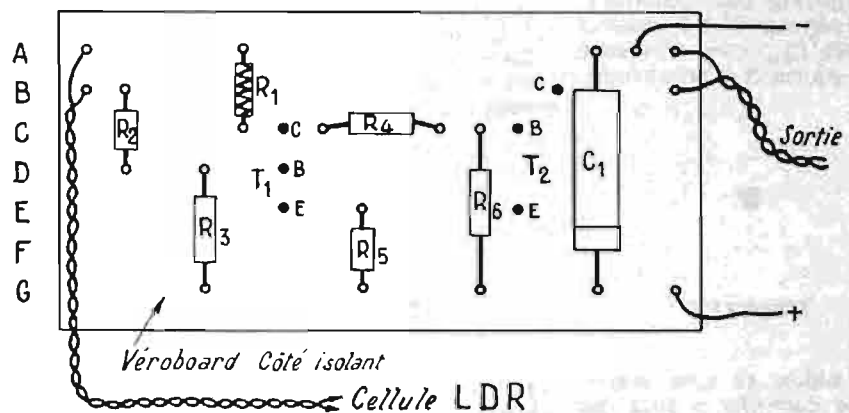 A
B
C
D
E
F
G
R1
R2
R3
R4
R5
R6
C
B
E
T1
C
B
E
T2
C1
−
+
Sortie
Véroboard Côté isolant
Cellule LDR